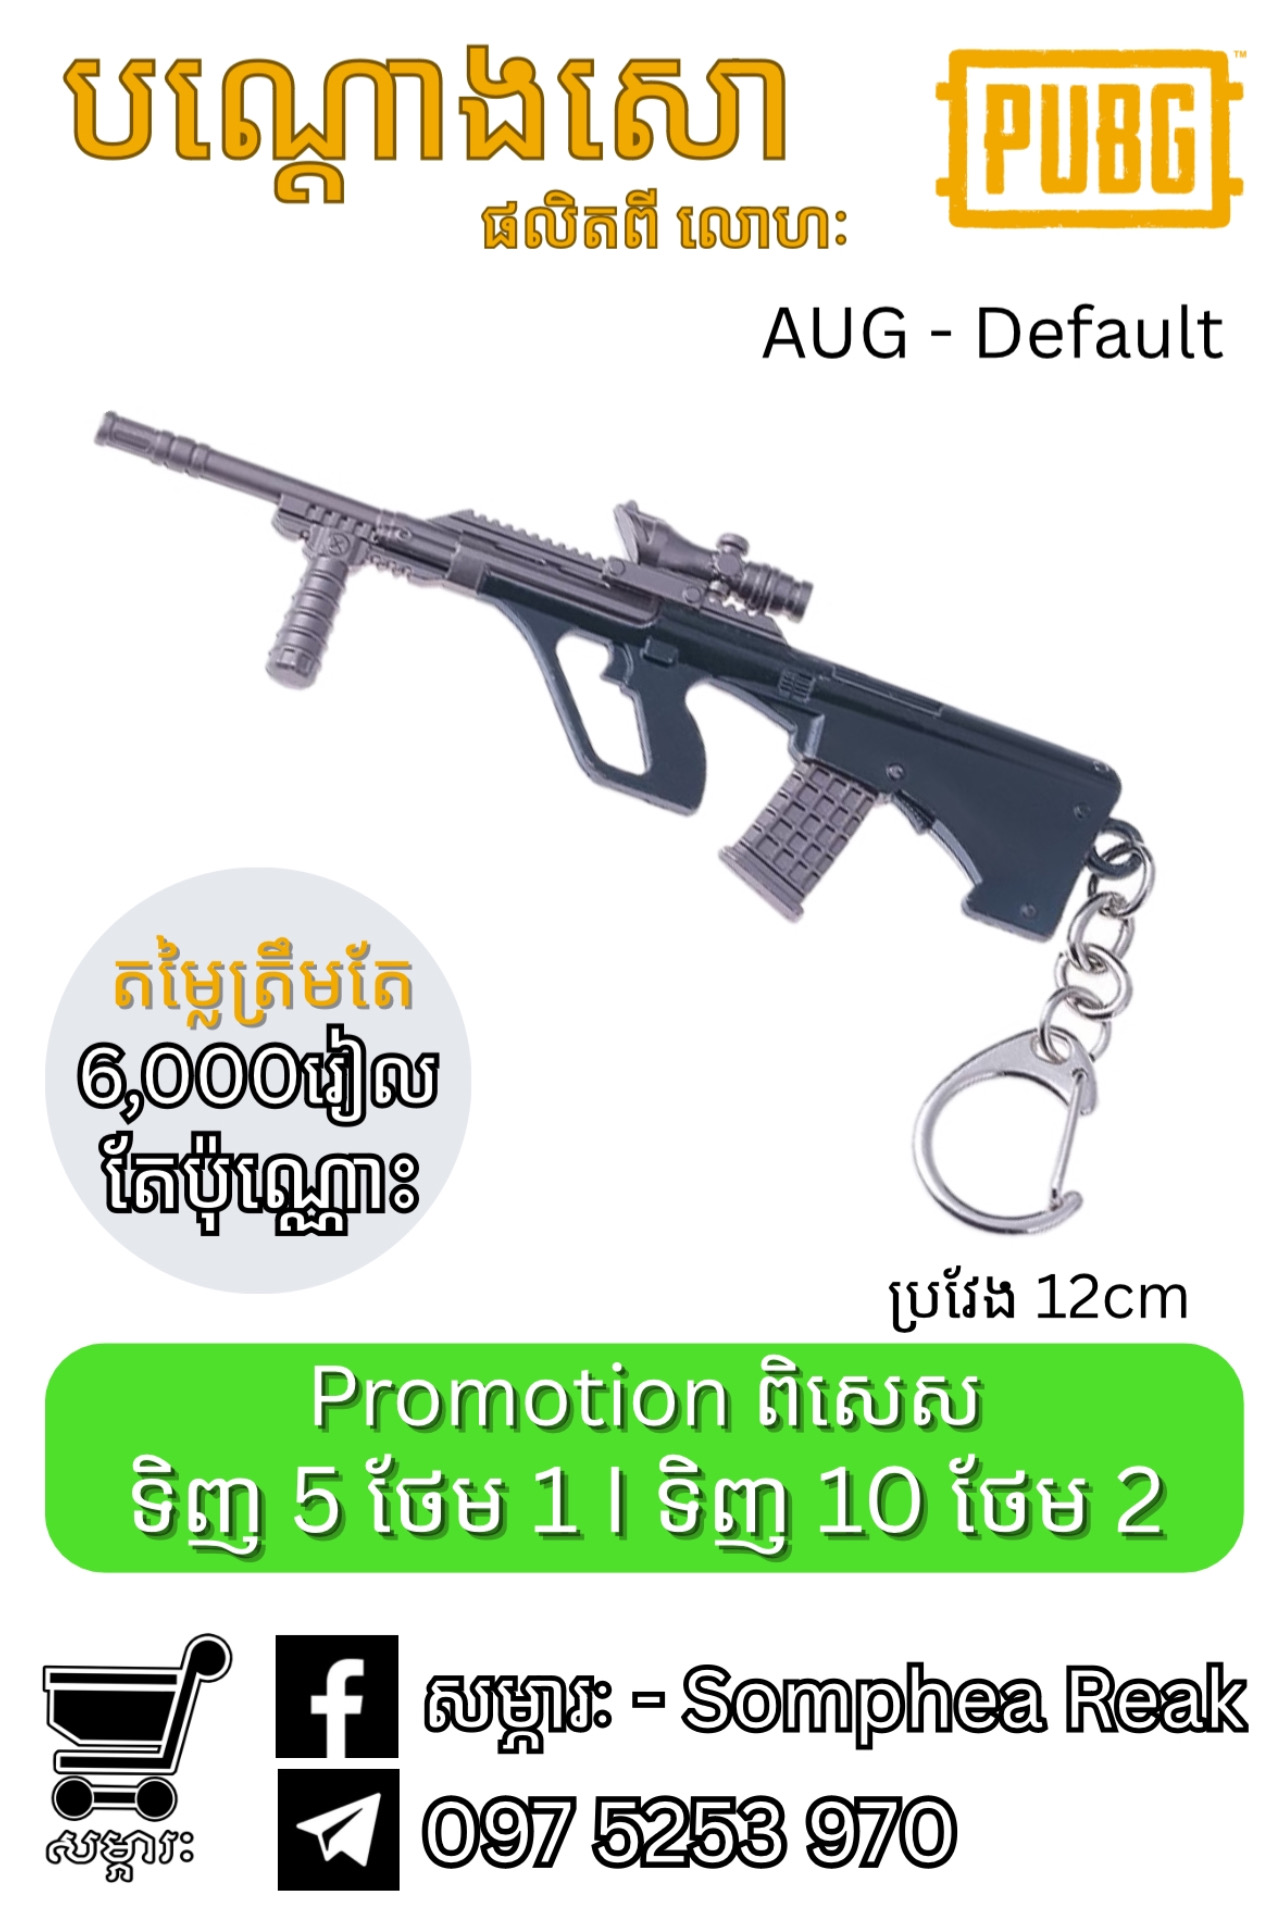 បណ្ដោងសោ
PUBG™
ផលិតពី លោហៈ
AUG - Default
តម្លៃត្រឹមតែ
6,000រៀល
តែប៉ុណ្ណោះ
ប្រវែង 12cm
Promotion ពិសេស
ទិញ 5 ថែម 1 | ទិញ 10 ថែម 2
សម្ភារៈ - Somphea Reak
097 5253 970
សម្ភារៈ